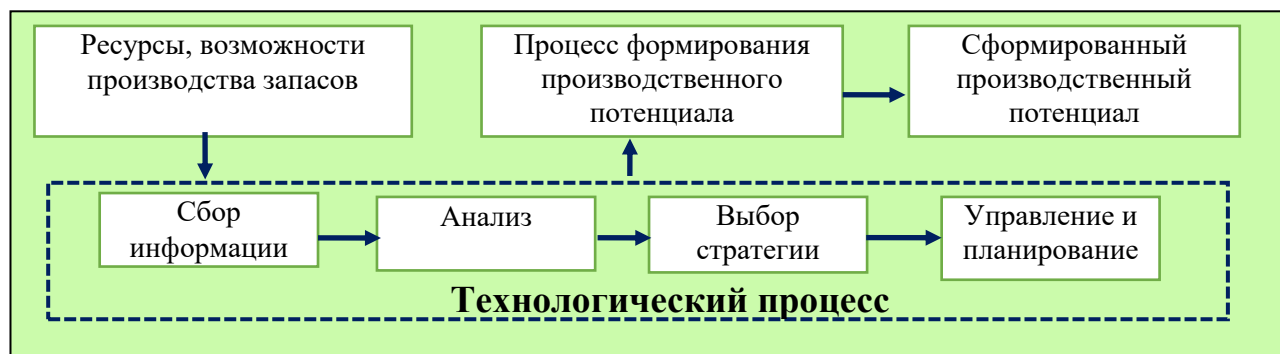 Ресурсы, возможности
производства запасов
Процесс формирования
производственного
потенциала
Сформированный
производственный
потенциал
Сбор
информации
Анализ
Выбор
стратегии
Управление и
планирование
Технологический процесс